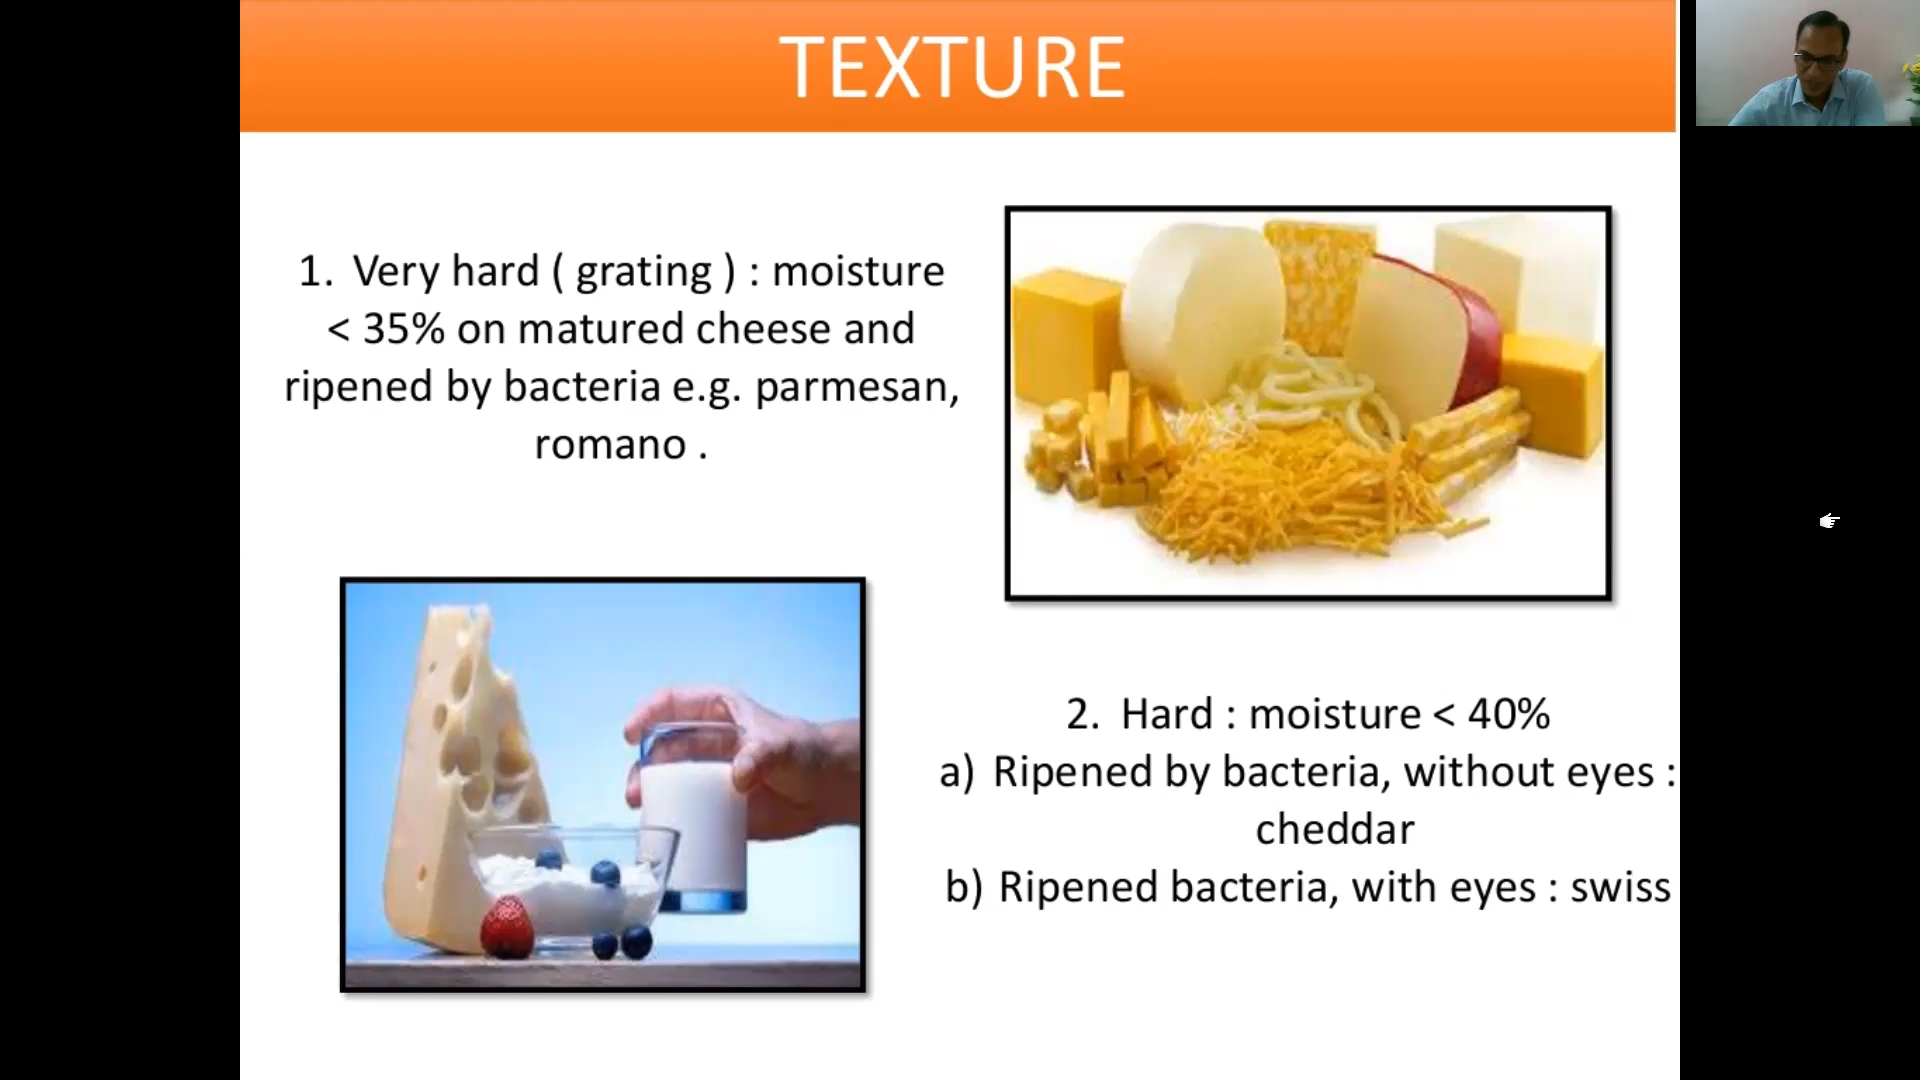 TEXTURE
1. Very hard ( grating ) : moisture
< 35% on matured cheese and
ripened by bacteria e.g. parmesan,
romano .
2. Hard : moisture < 40%
a) Ripened by bacteria, without eyes :
cheddar
b) Ripened bacteria, with eyes : swiss